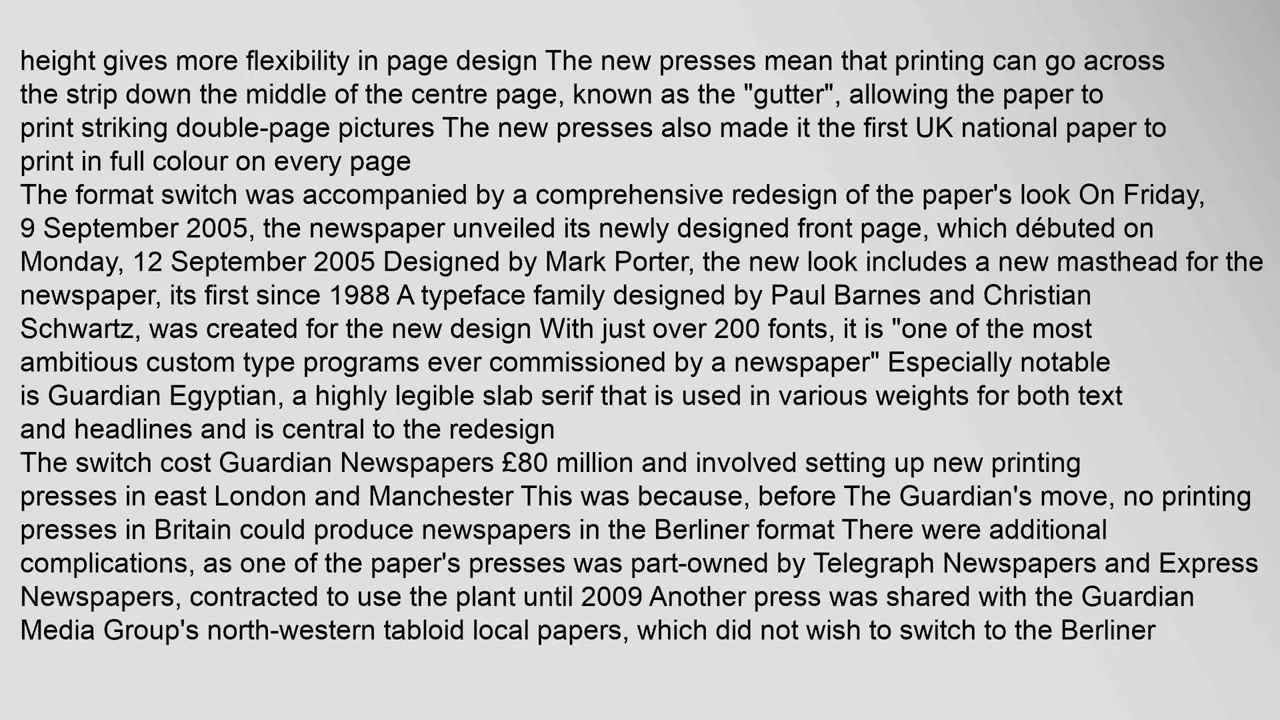 height gives more flexibility in page design The new presses mean that printing can go across
the strip down the middle of the centre page, known as the "gutter", allowing the paper to
print striking double-page pictures The new presses also made it the first UK national paper to
print in full colour on every page
The format switch was accompanied by a comprehensive redesign of the paper's look On Friday,
9 September 2005, the newspaper unveiled its newly designed front page, which débuted on
Monday, 12 September 2005 Designed by Mark Porter, the new look includes a new masthead for the
newspaper, its first since 1988 A typeface family designed by Paul Barnes and Christian
Schwartz, was created for the new design With just over 200 fonts, it is "one of the most
ambitious custom type programs ever commissioned by a newspaper" Especially notable
is Guardian Egyptian, a highly legible slab serif that is used in various weights for both text
and headlines and is central to the redesign
The switch cost Guardian Newspapers £80 million and involved setting up new printing
presses in east London and Manchester This was because, before The Guardian's move, no printing
presses in Britain could produce newspapers in the Berliner format There were additional
complications, as one of the paper's presses was part-owned by Telegraph Newspapers and Express
Newspapers, contracted to use the plant until 2009 Another press was shared with the Guardian
Media Group's north-western tabloid local papers, which did not wish to switch to the Berliner